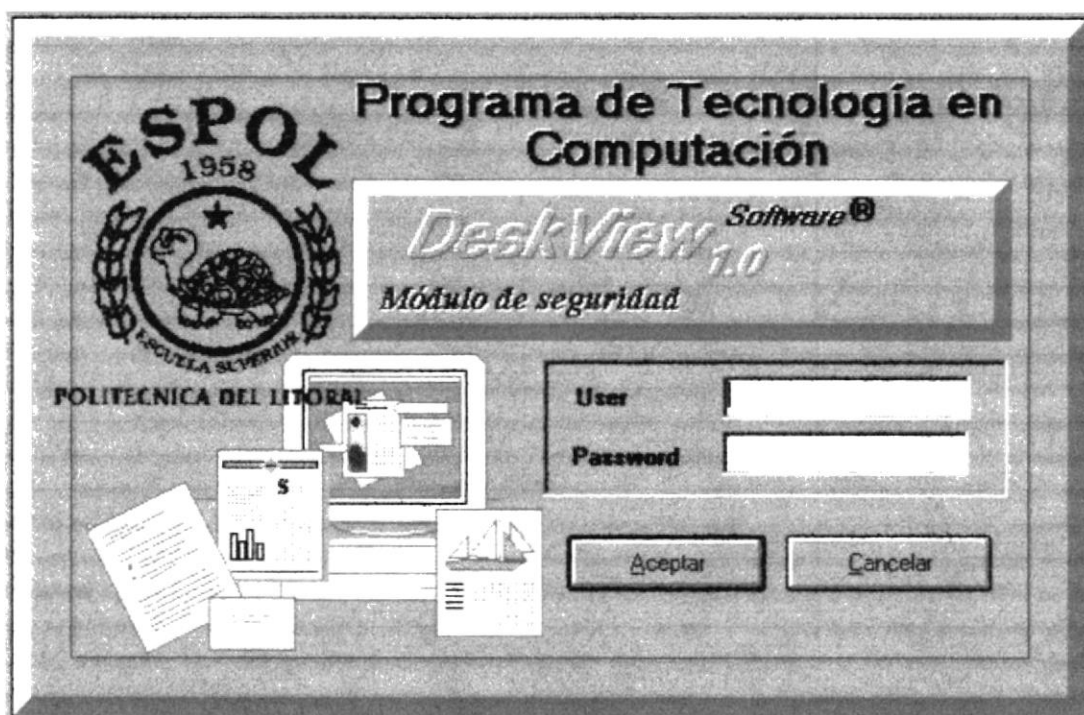 ESPOL
1958
ESCUELA SUPERIOR
POLITECNICA DEL LITORAL
Programa de Tecnología en
Computación
DeskView 1.0 Software ®
Módulo de seguridad
User
Password
$
Aceptar
Cancelar